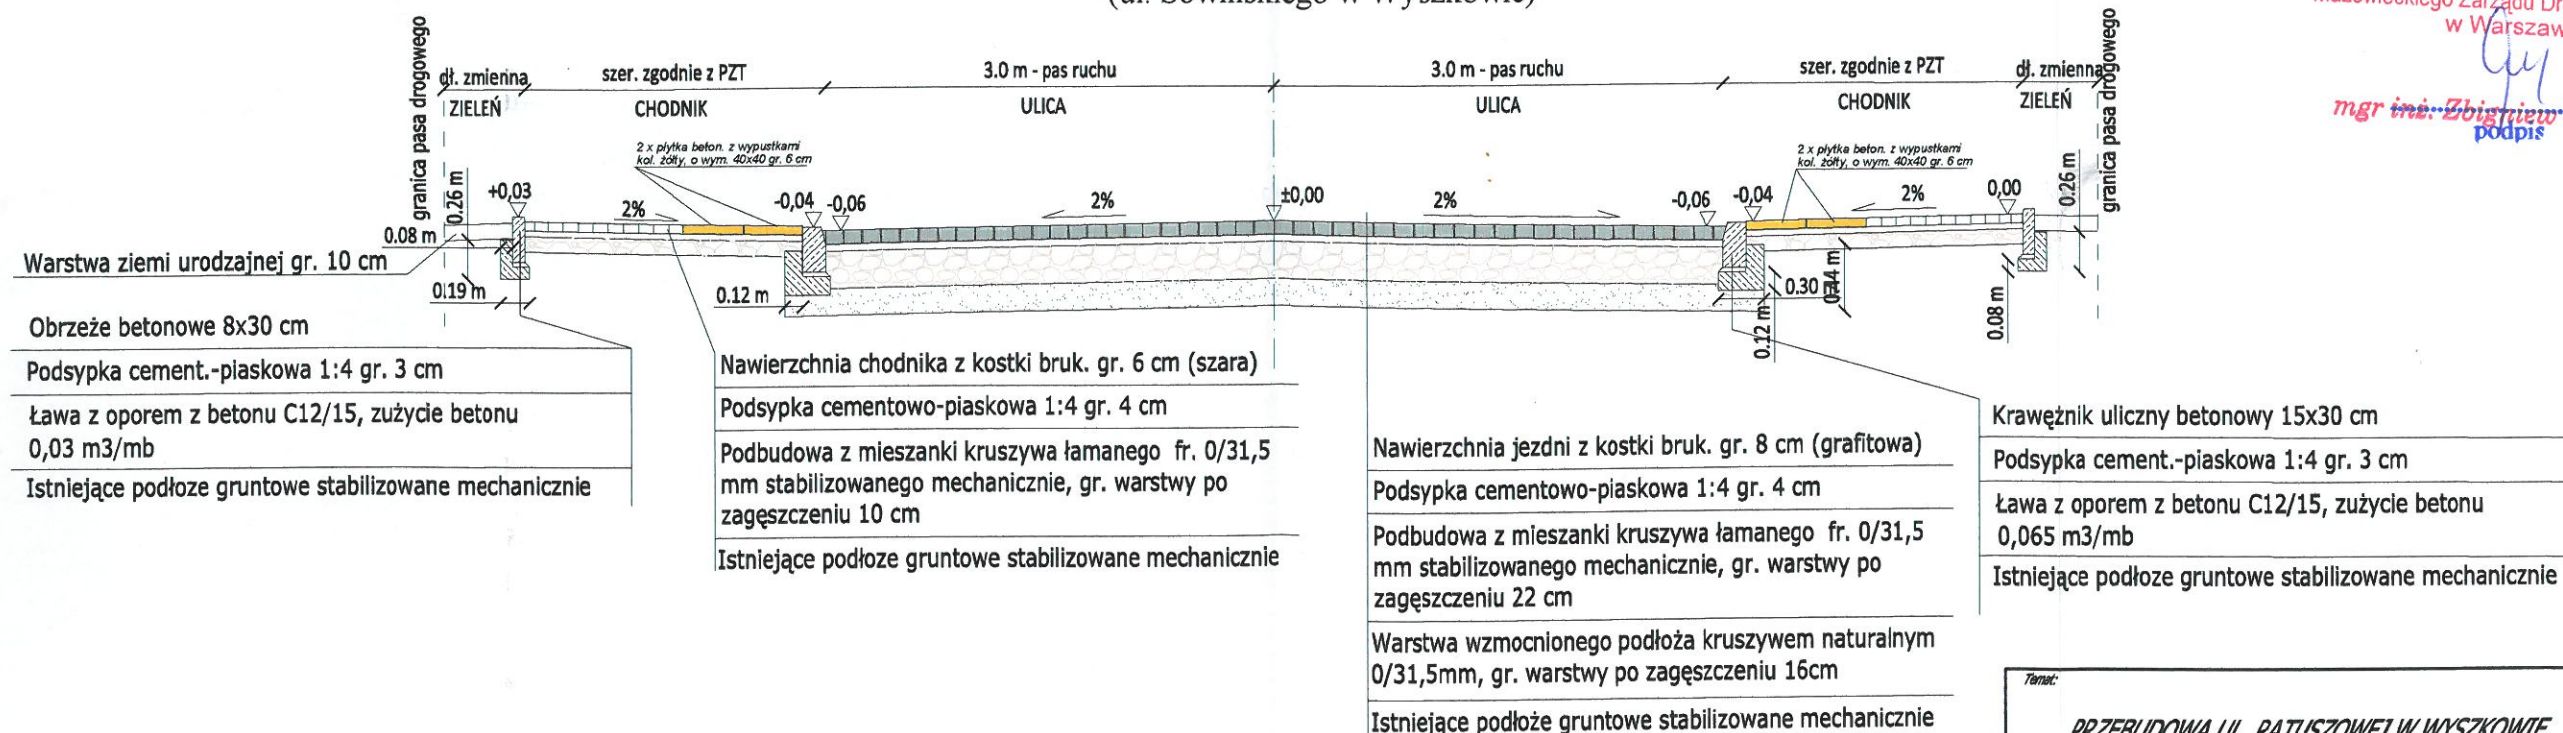 (ul. Sowińskiego w Wyszkowie)
Mazowieckiego Zarządu
w
mgr inż. Zbigniew
podpis
granica pasa drogowego
dł. zmienna
szer. zgodnie z PZT
3.0 m - pas ruchu
3.0 m - pas ruchu
szer. zgodnie z PZT
dł. zmienna
granica pasa drogowego
ZIELEŃ
CHODNIK
ULICA
ULICA
CHODNIK
ZIELEŃ
2 x płytka beton. z wypustkami
kol. żółty, o wym. 40x40 gr. 6 cm
2 x płytka beton. z wypustkami
kol. żółty, o wym. 40x40 gr. 6 cm
0.26 m
+0,03
2%
-0,04
-0,06
2%
±0,00
2%
-0,06
-0,04
2%
0,00
0.26 m
0.08 m
0.19 m
0.12 m
0.30
0.44 m
0.12 m
0.08 m
Warstwa ziemi urodzajnej gr. 10 cm
Obrzeże betonowe 8x30 cm
Podsypka cement.-piaskowa 1:4 gr. 3 cm
Ława z oporem z betonu C12/15, zużycie betonu
0,03 m3/mb
Istniejące podłoze gruntowe stabilizowane mechanicznie
Nawierzchnia chodnika z kostki bruk. gr. 6 cm (szara)
Podsypka cementowo-piaskowa 1:4 gr. 4 cm
Podbudowa z mieszanki kruszywa łamanego fr. 0/31,5
mm stabilizowanego mechanicznie, gr. warstwy po
zagęszczeniu 10 cm
Istniejące podłoze gruntowe stabilizowane mechanicznie
Nawierzchnia jezdni z kostki bruk. gr. 8 cm (grafitowa)
Podsypka cementowo-piaskowa 1:4 gr. 4 cm
Podbudowa z mieszanki kruszywa łamanego fr. 0/31,5
mm stabilizowanego mechanicznie, gr. warstwy po
zagęszczeniu 22 cm
Warstwa wzmocnionego podłoża kruszywem naturalnym
0/31,5mm, gr. warstwy po zagęszczeniu 16cm
Istniejące podłoże gruntowe stabilizowane mechanicznie
Krawężnik uliczny betonowy 15x30 cm
Podsypka cement.-piaskowa 1:4 gr. 3 cm
Ława z oporem z betonu C12/15, zużycie betonu
0,065 m3/mb
Istniejące podłoze gruntowe stabilizowane mechanicznie
Temat:
PRZEBUDOWA UL. RATUSZOWEJ W WYSZKOWIE